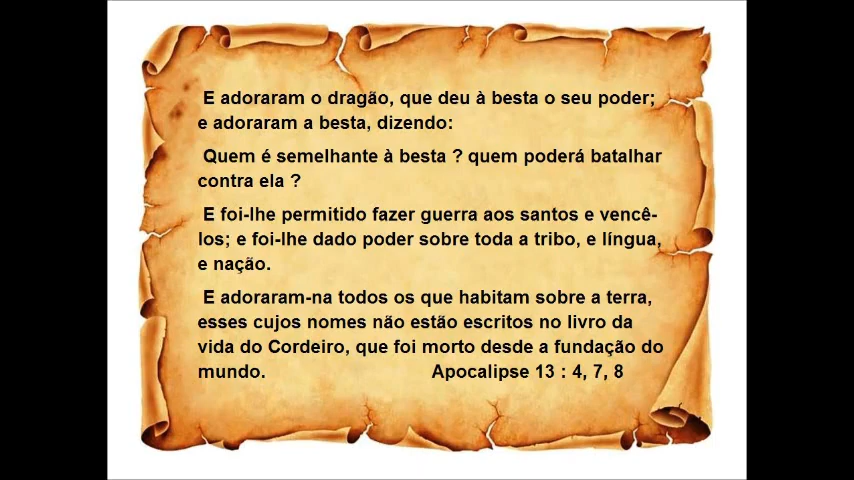 E adoraram o dragão, que deu à besta o seu poder;
e adoraram a besta, dizendo:
Quem é semelhante à besta ? quem poderá batalhar
contra ela ?
E foi-lhe permitido fazer guerra aos santos e vencê-
los; e foi-lhe dado poder sobre toda a tribo, e língua,
e nação.
E adoraram-na todos os que habitam sobre a terra,
esses cujos nomes não estão escritos no livro da
vida do Cordeiro, que foi morto desde a fundação do
mundo. Apocalipse 13 : 4, 7, 8